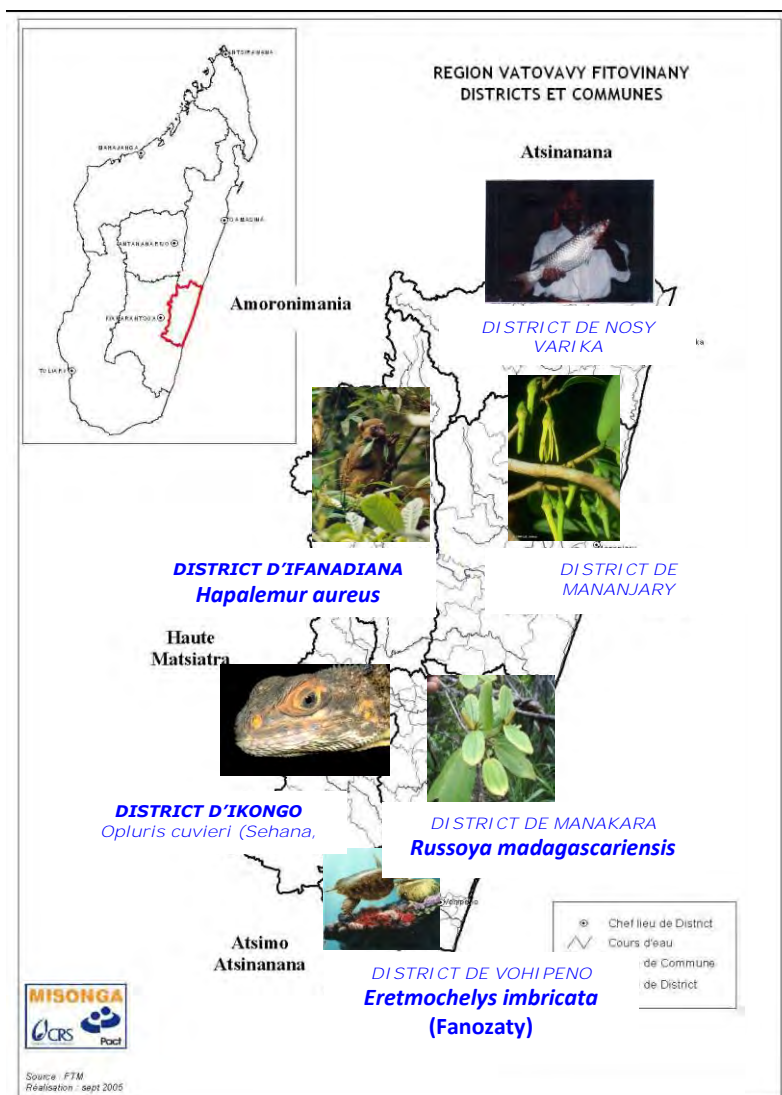 REGION VATOVAVY FITOVINANY
DISTRICTS ET COMMUNES
Atsinanana
ANTSIRANANA
MAHAJANGA
TOAMASINA
ANTANANARIVO
FIANARANTSOA
TOLIARY
Amoronimania
DISTRICT DE NOSY
VARIKA
ka
DISTRICT D'IFANADIANA
Hapalemur aureus
DISTRICT DE
MANANJARY
Haute
Matsiatra
DISTRICT D'IKONGO
Opluris cuvieri (Sehana,
DISTRICT DE MANAKARA
Russoya madagascariensis
Vohipeno
Atsimo
Atsinanana
DISTRICT DE VOHIPENO
Eretmochelys imbricata
(Fanozaty)
Chef lieu de District
Cours d'eau
de Commune
de District
MISONGA
CRS
Pact
Source : FTM
Réalisation : sept 2005